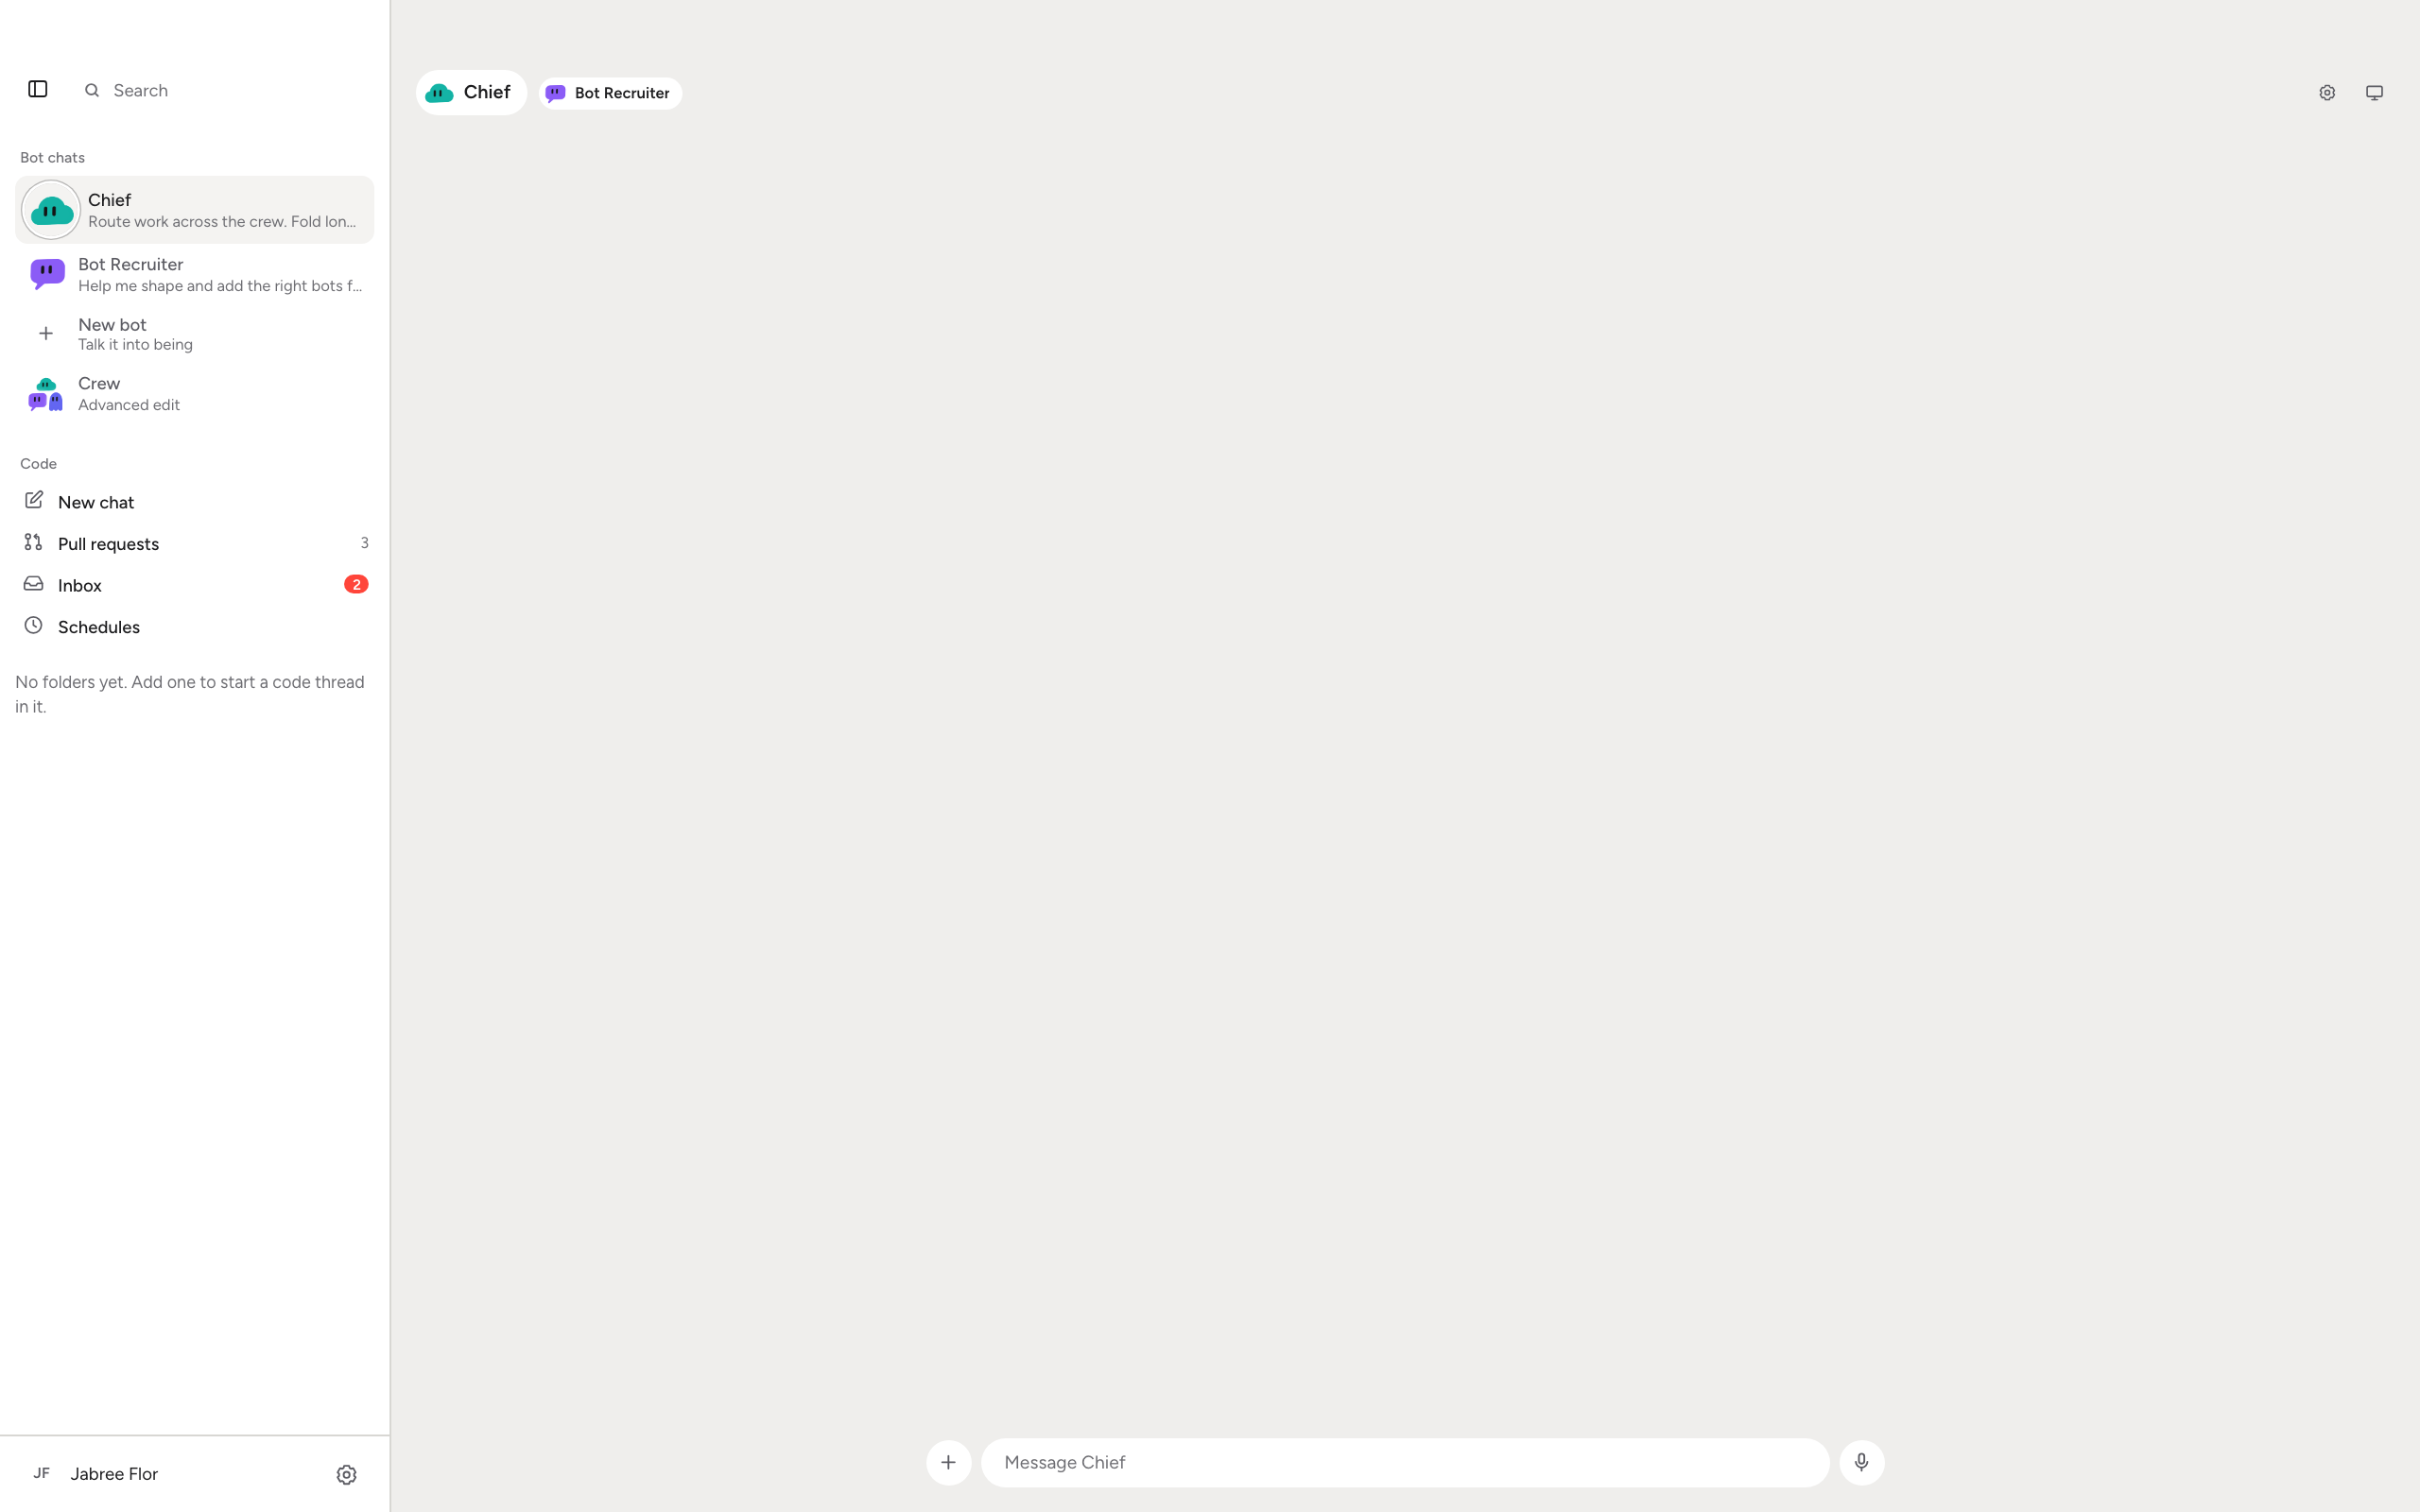 Search
Bot chats
Chief
Route work across the crew. Fold lon...
Bot Recruiter
Help me shape and add the right bots f...
New bot
Talk it into being
Crew
Advanced edit
Code
New chat
Pull requests
3
Inbox
2
Schedules
No folders yet. Add one to start a code thread
in it.
JF
Jabree Flor
Chief
Bot Recruiter
Message Chief